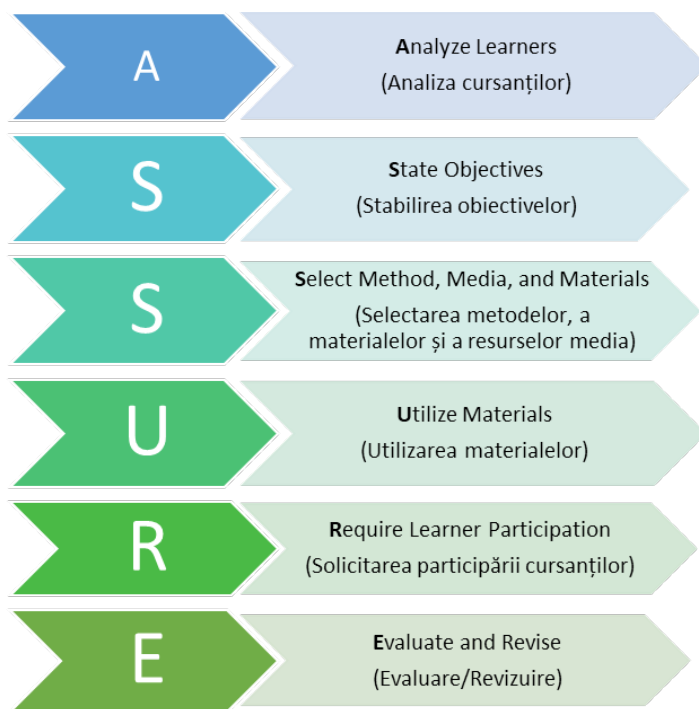 A
Analyze Learners
(Analiza cursanților)
S
State Objectives
(Stabilirea obiectivelor)
S
Select Method, Media, and Materials
(Selectarea metodelor, a
materialelor și a resurselor media)
U
Utilize Materials
(Utilizarea materialelor)
R
Require Learner Participation
(Solicitarea participării cursanților)
E
Evaluate and Revise
(Evaluare/Revizuire)